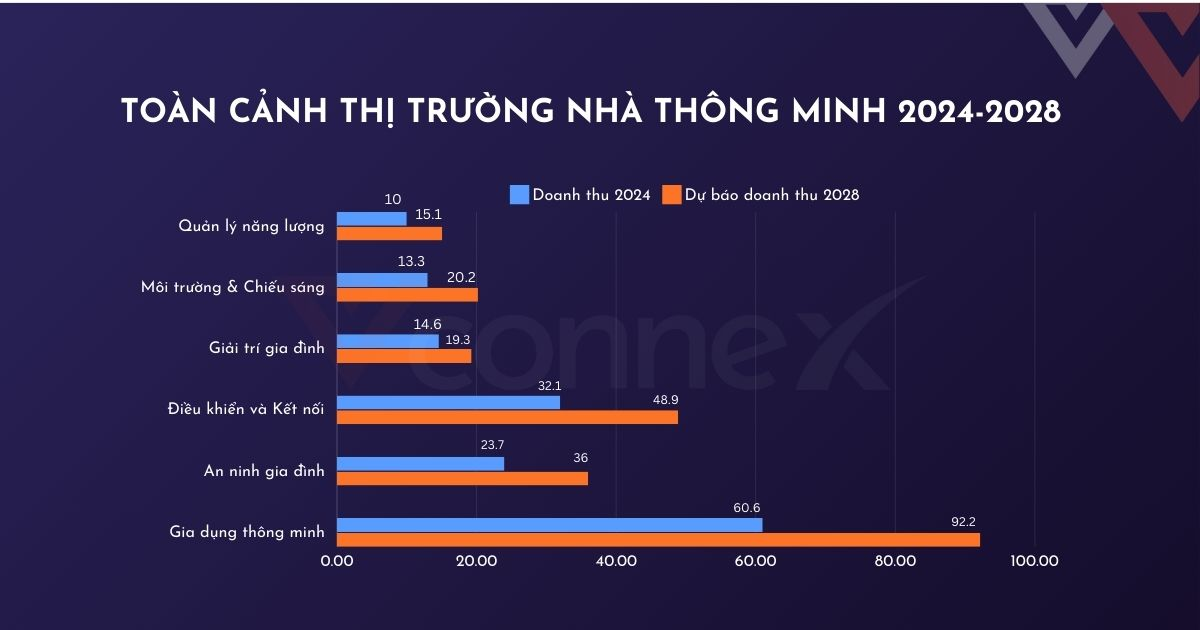 TOÀN CẢNH THỊ TRƯỜNG NHÀ THÔNG MINH 2024-2028
Doanh thu 2024 Dự báo doanh thu 2028
Quản lý năng lượng 10 15.1
Môi trường & Chiếu sáng 13.3 20.2
Giải trí gia đình 14.6 19.3
connex
Điều khiển và Kết nối 32.1 48.9
An ninh gia đình 23.7 36
Gia dụng thông minh 60.6 92.2
0.00 20.00 40.00 60.00 80.00 100.00